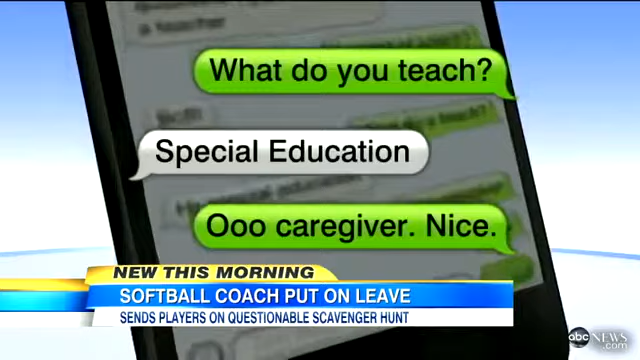 a teacher
What do you teach?
Special Education
Ooo caregiver. Nice.
NEW THIS MORNING
SOFTBALL COACH PUT ON LEAVE
SENDS PLAYERS ON QUESTIONABLE SCAVENGER HUNT
abc NEWS
.com